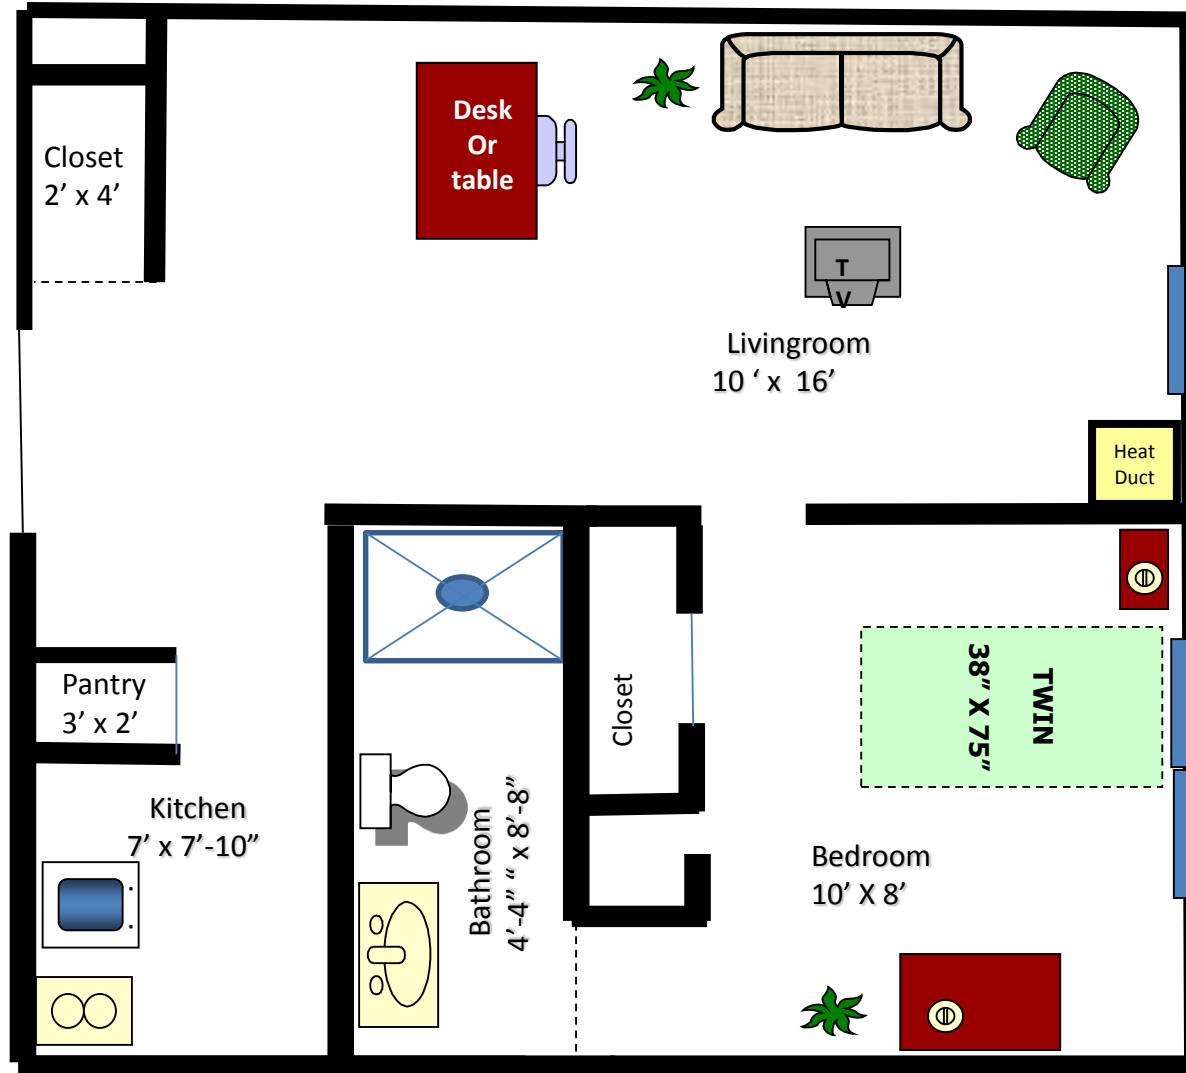 Desk
Or
table
Closet
2’ x 4’
T
V
Livingroom
10 ‘ x  16’
Heat
Duct
Pantry
3’ x 2’
Closet
TWIN
38” X 75”
Kitchen
7’ x 7’-10”
Bathroom
4’-4” “ x 8’-8”
Bedroom
10’ X 8’